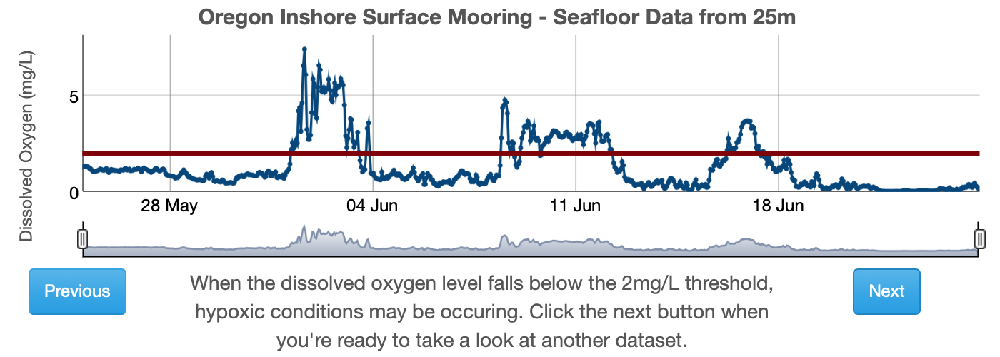 Oregon Inshore Surface Mooring - Seafloor Data from 25m
Dissolved Oxygen (mg/L)
5
0
28 May
04 Jun
11 Jun
18 Jun
Previous
When the dissolved oxygen level falls below the 2mg/L threshold,
hypoxic conditions may be occuring. Click the next button when
you're ready to take a look at another dataset.
Next